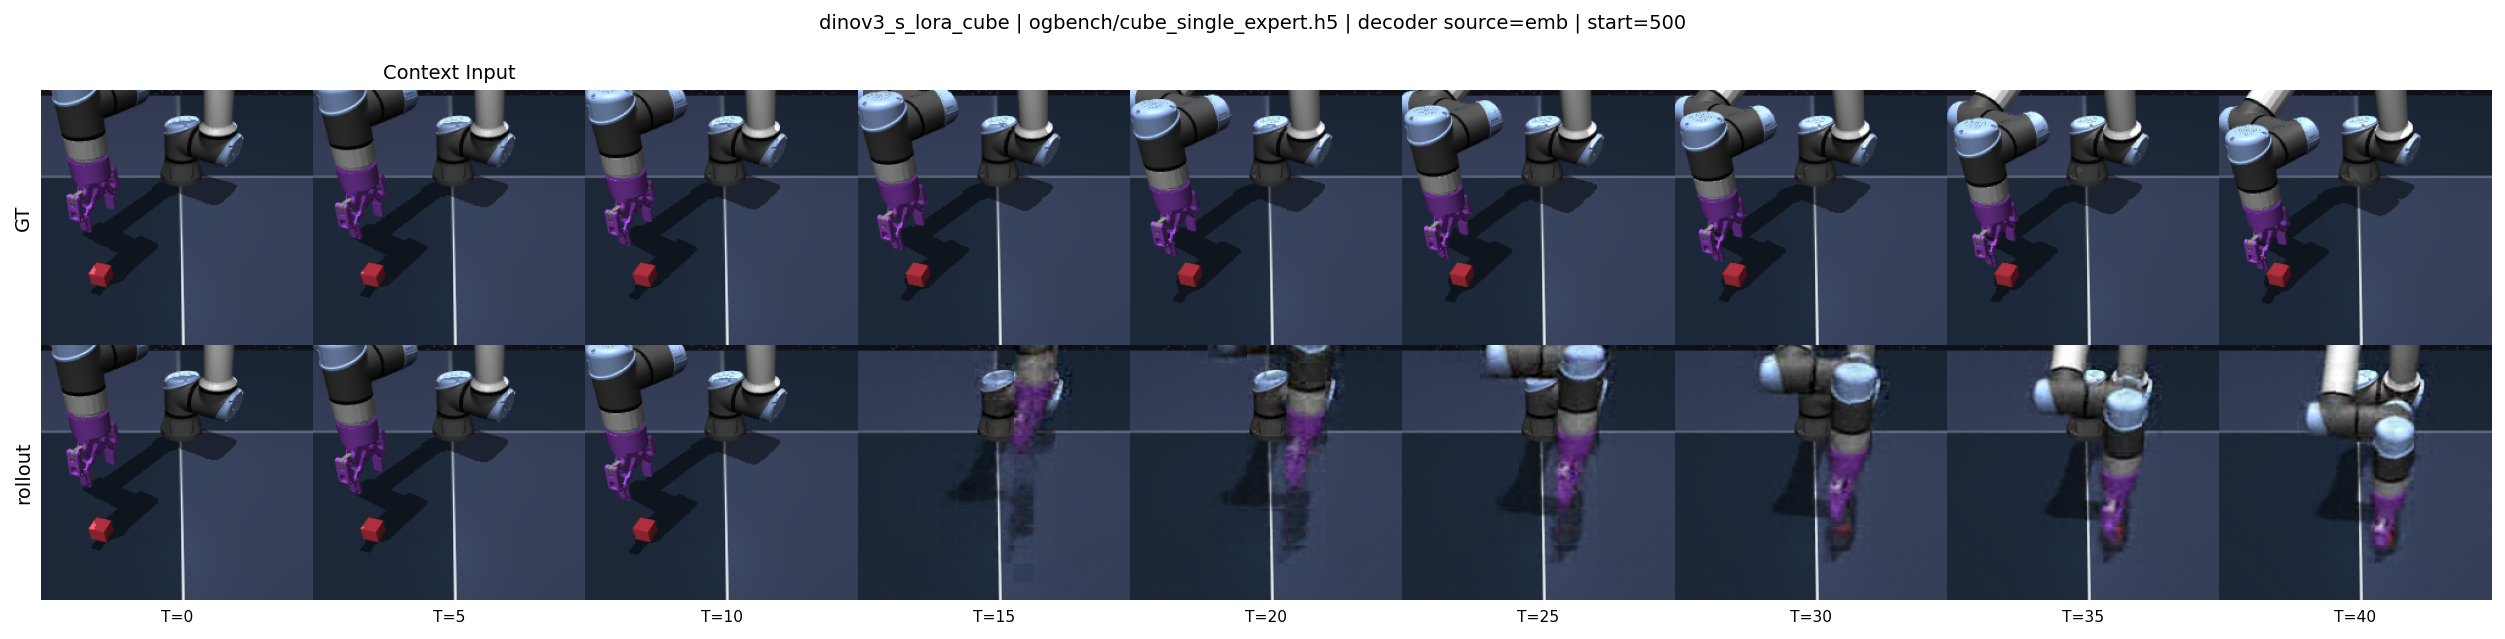 dinov3_s_lora_cube | ogbench/cube_single_expert.h5 | decoder source=emb | start=500
Context Input
GT
rollout
T=0 T=5 T=10 T=15 T=20 T=25 T=30 T=35 T=40